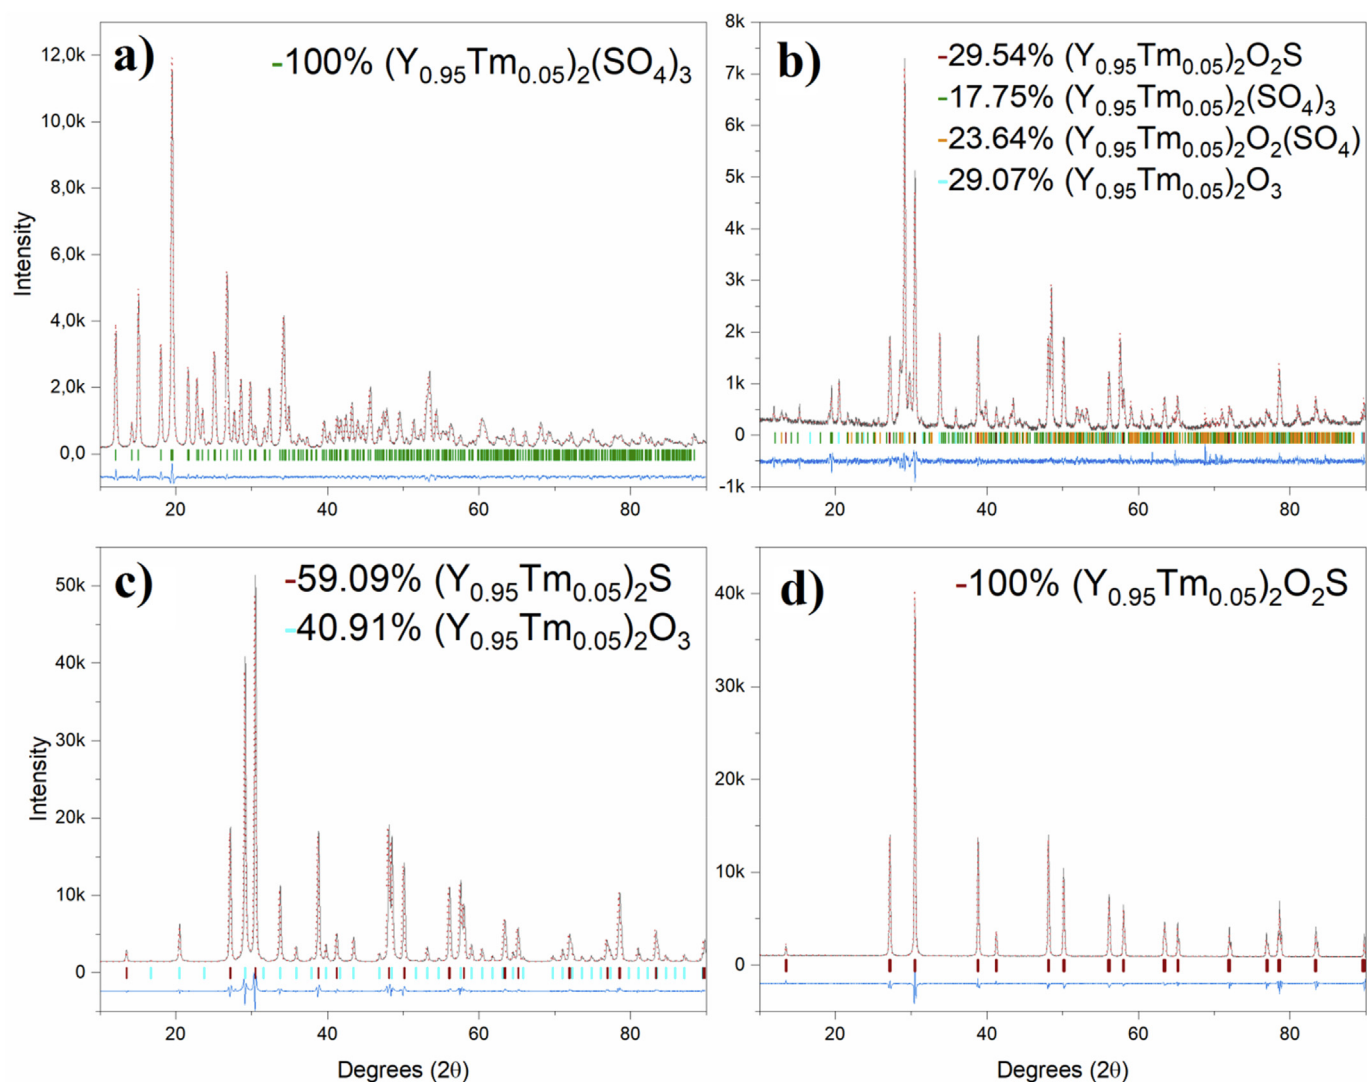 a)
-100% (Y0.95Tm0.05)2(SO4)3
12,0k
10,0k
8,0k
6,0k
4,0k
2,0k
0,0
Intensity
20
40
60
80
b)
-29.54% (Y0.95Tm0.05)2O2S
-17.75% (Y0.95Tm0.05)2(SO4)3
-23.64% (Y0.95Tm0.05)2O2(SO4)
-29.07% (Y0.95Tm0.05)2O3
8k
7k
6k
5k
4k
3k
2k
1k
0
-1k
20
40
60
80
c)
-59.09% (Y0.95Tm0.05)2S
-40.91% (Y0.95Tm0.05)2O3
50k
40k
30k
20k
10k
0
Intensity
20
40
60
80
Degrees (2θ)
d)
-100% (Y0.95Tm0.05)2O2S
40k
30k
20k
10k
0
20
40
60
80
Degrees (2θ)